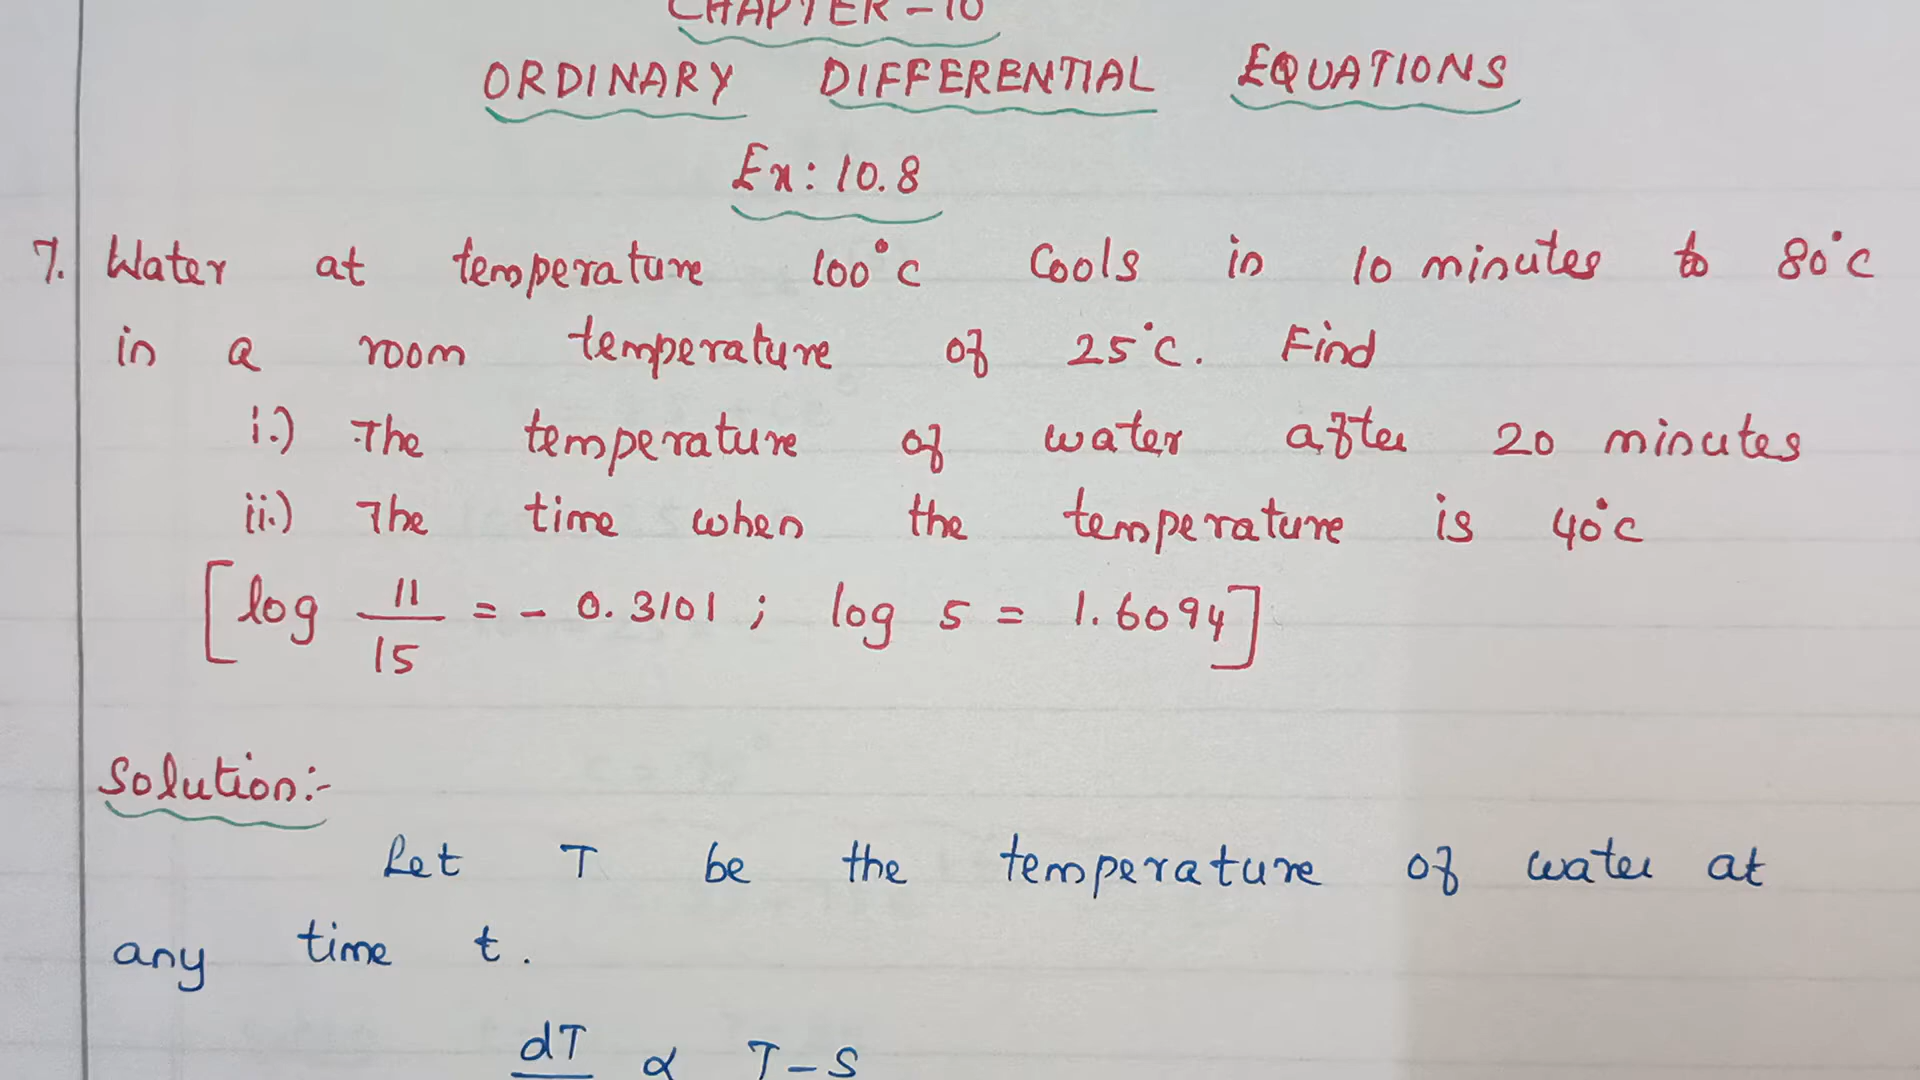 CHAPTER - 10
ORDINARY DIFFERENTIAL EQUATIONS
Ex: 10.8
7. Water at temperature 100°C Cools in 10 minutes to 80°C
in a room temperature of 25°C. Find
i.) The temperature of water after 20 minutes
ii.) The time when the temperature is 40°C
[log 11/15 = - 0.3101 ; log 5 = 1.6094]
Solution:-
Let T be the temperature of water at
any time t.
dT ∝ T - S